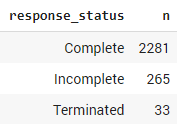 response_status n
Complete 2281
Incomplete 265
Terminated 33